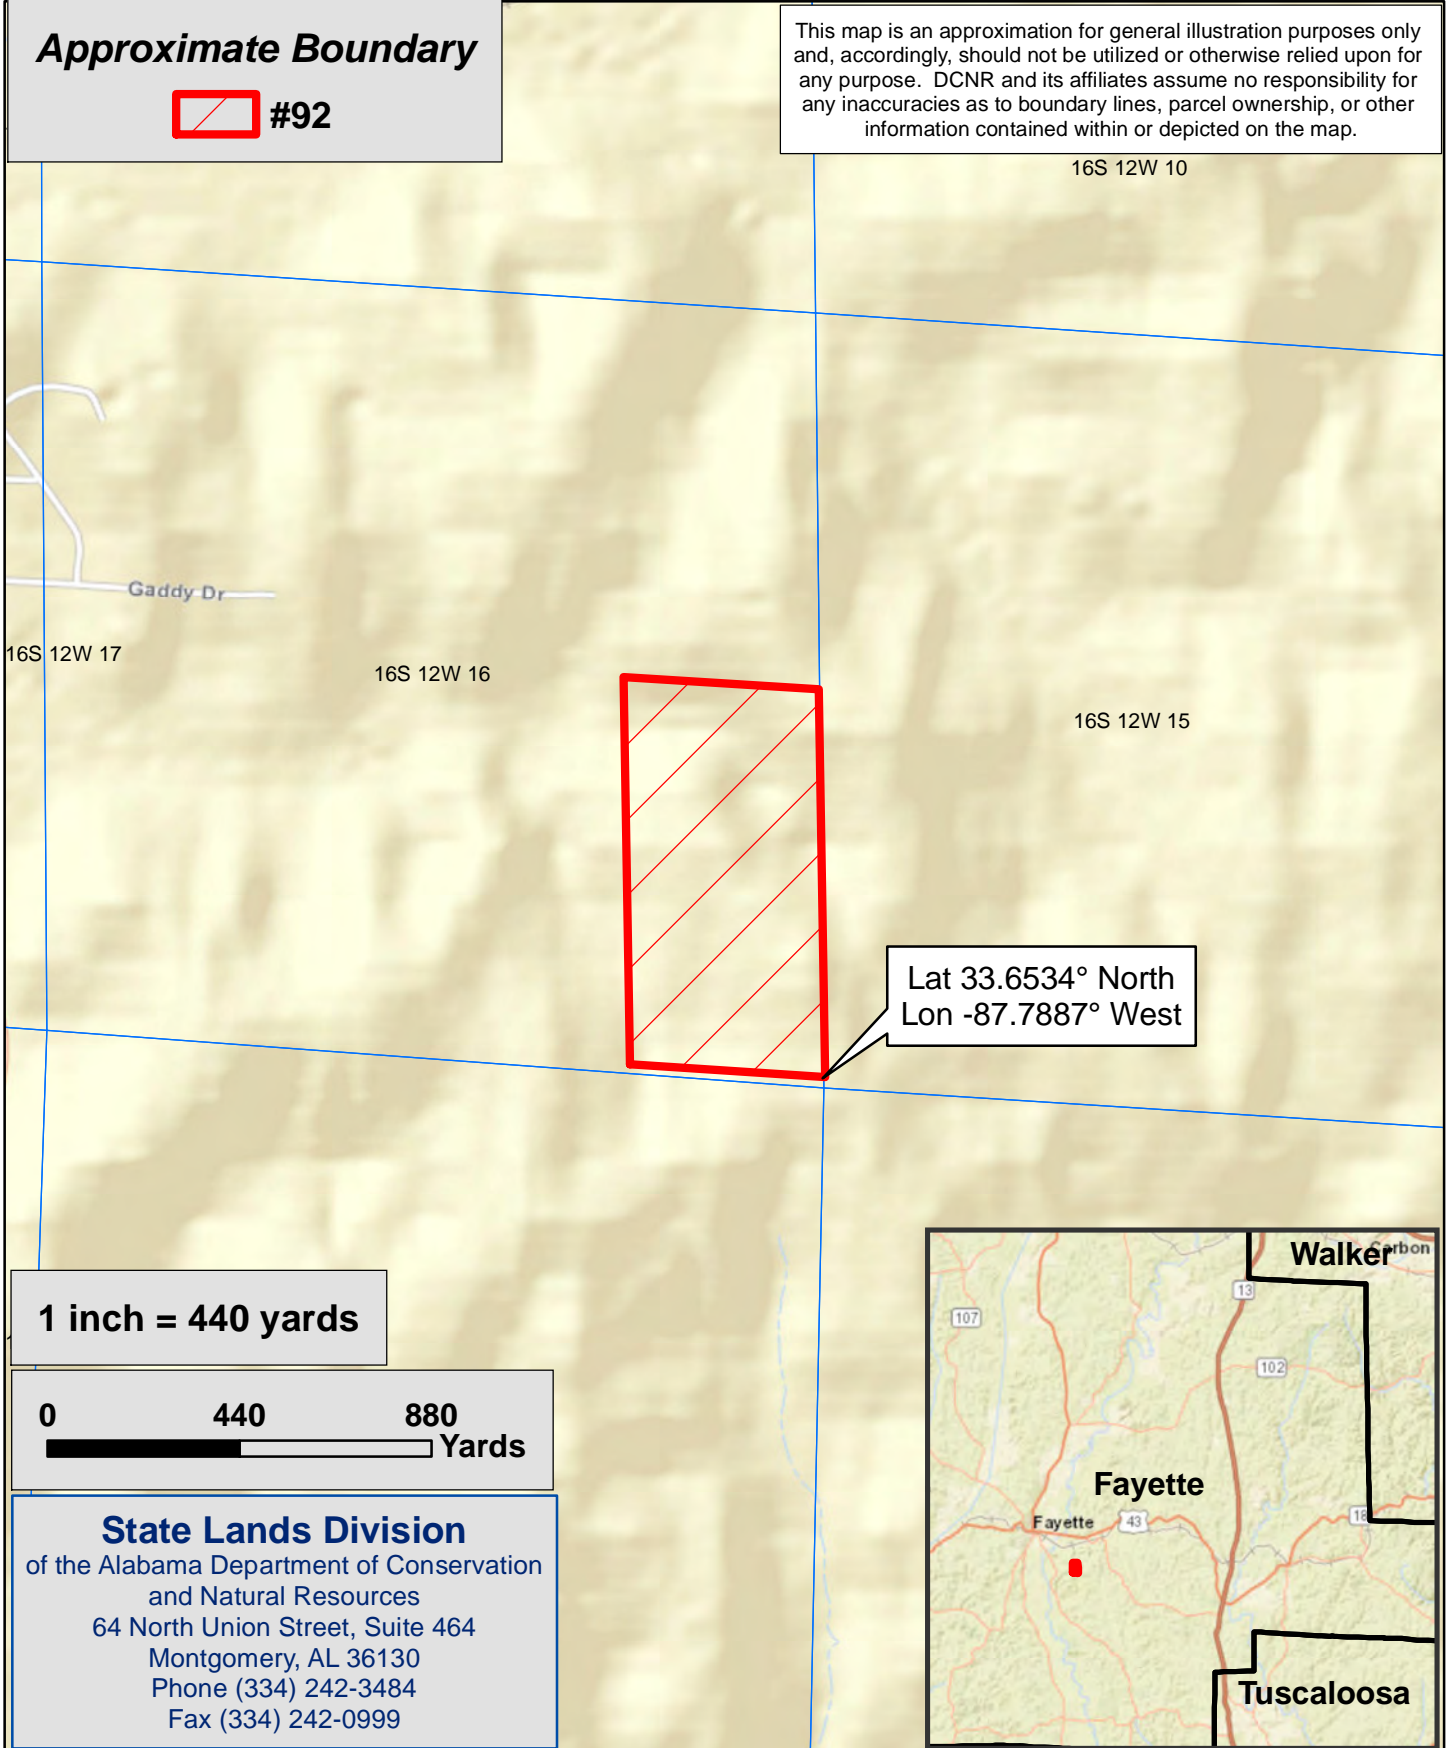 Approximate Boundary
#92
This map is an approximation for general illustration purposes only
and, accordingly, should not be utilized or otherwise relied upon for
any purpose. DCNR and its affiliates assume no responsibility for
any inaccuracies as to boundary lines, parcel ownership, or other
information contained within or depicted on the map.
16S 12W 10
Gaddy Dr
16S 12W 17
16S 12W 16
16S 12W 15
Lat 33.6534° North
Lon -87.7887° West
1 inch = 440 yards
0 440 880
Yards
State Lands Division
of the Alabama Department of Conservation
and Natural Resources
64 North Union Street, Suite 464
Montgomery, AL 36130
Phone (334) 242-3484
Fax (334) 242-0999
Walker
Carbon
13
107
102
Fayette
Fayette
43
18
Tuscaloosa